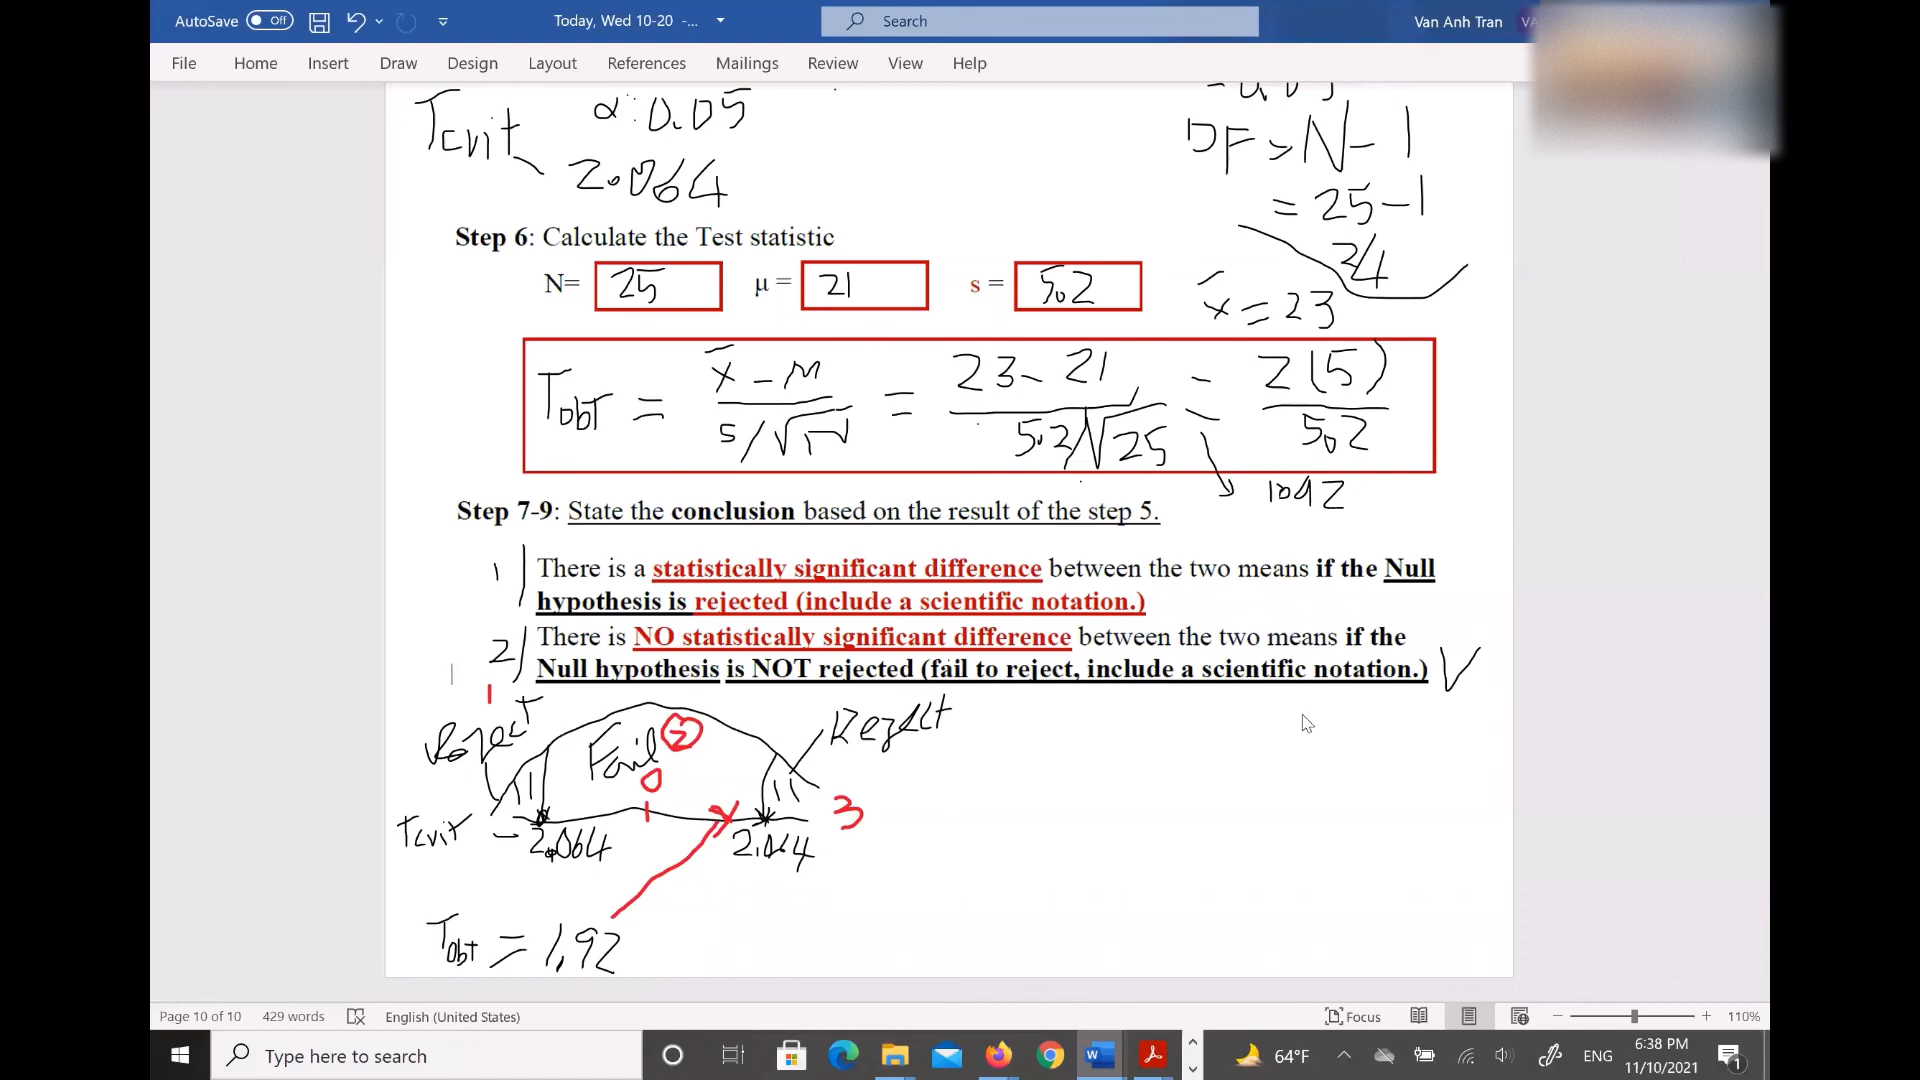 AutoSave Off Today, Wed 10-20 -... Search Van Anh Tran VA
File Home Insert Draw Design Layout References Mailings Review View Help
Tcrit α: 0.05
2.064
DF => N-1
= 25-1
24
Step 6: Calculate the Test statistic
N= 25 μ = 21 s = 5.2
x̄ = 23
Tobt = x̄ - M / s/√N = 23 - 21 / 5.2/√25 = 2(5) / 5.2
1.92
Step 7-9: State the conclusion based on the result of the step 5.
1 There is a statistically significant difference between the two means if the Null
hypothesis is rejected (include a scientific notation.)
2 There is NO statistically significant difference between the two means if the
Null hypothesis is NOT rejected (fail to reject, include a scientific notation.) V
1
Reject Fail 2 Reject
0
3
Tcrit -2.064 2.064
Tobt = 1.92
Page 10 of 10 429 words English (United States) Focus 110%
Type here to search 64°F ENG 6:38 PM
11/10/2021 1